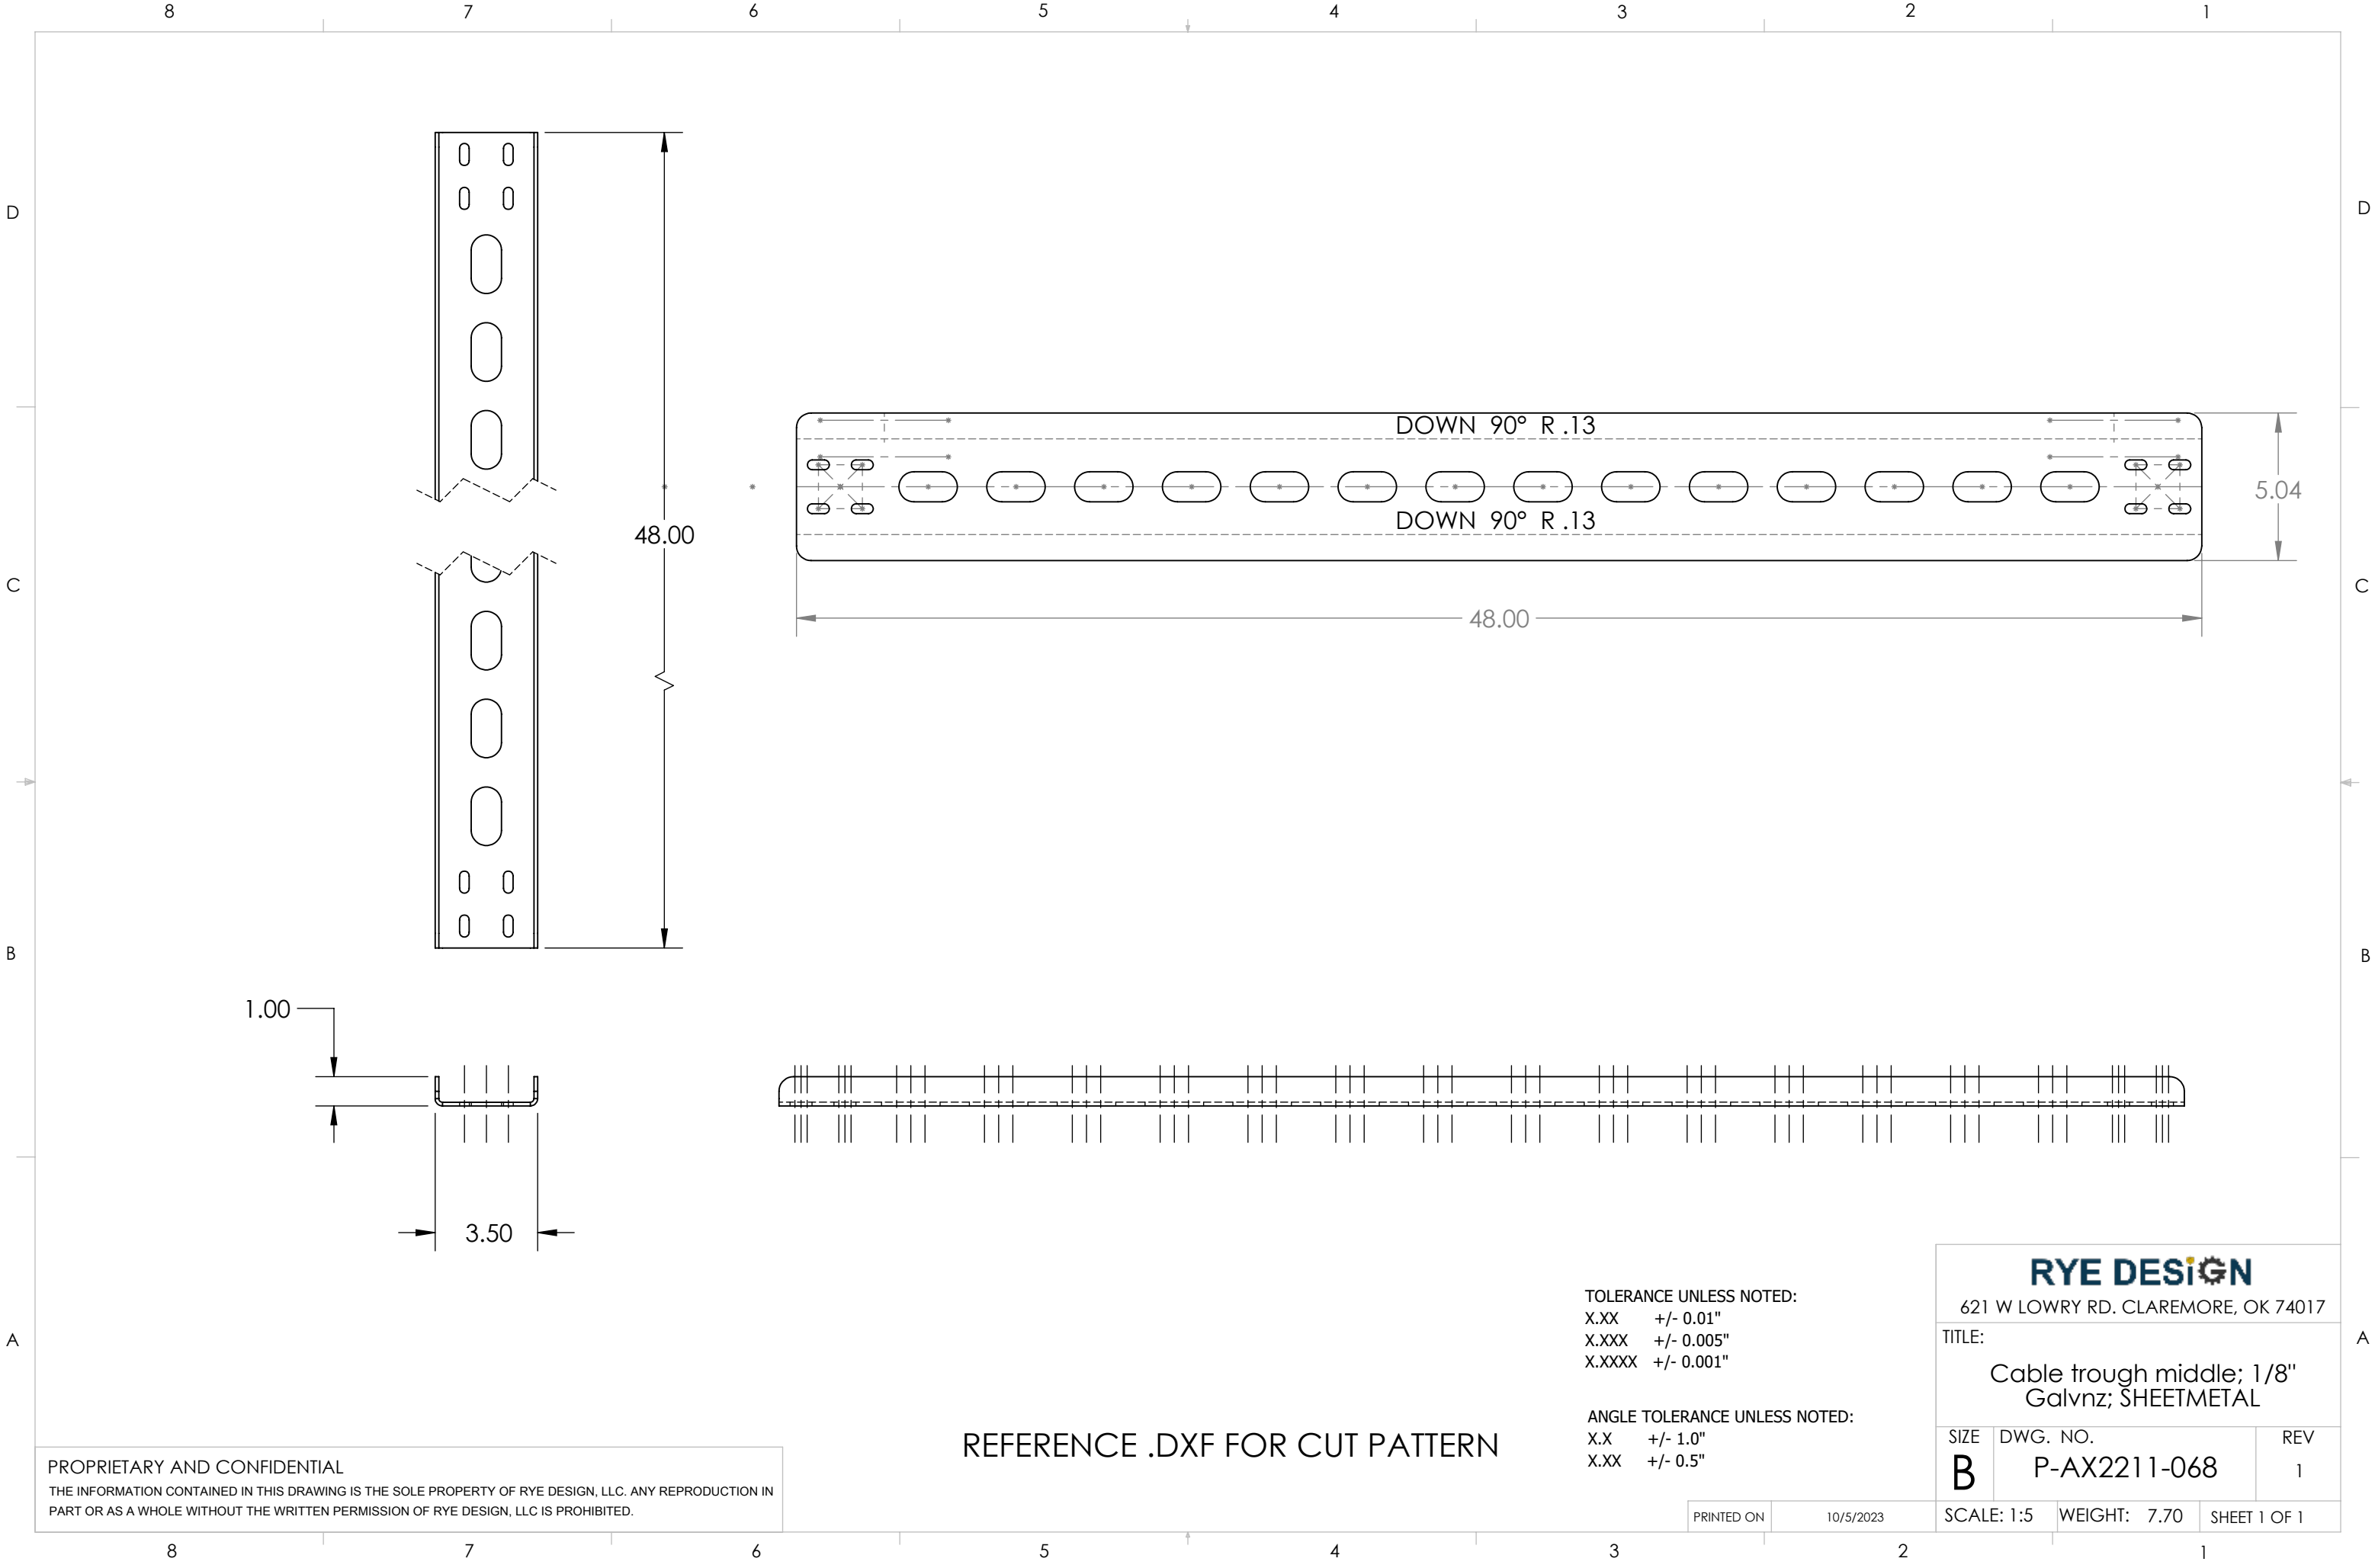 8 7 6 5 4 3 2 1
D D
48.00
DOWN 90° R .13
DOWN 90° R .13
5.04
48.00
C C
B B
1.00
3.50
A A
TOLERANCE UNLESS NOTED:
X.XX +/- 0.01"
X.XXX +/- 0.005"
X.XXXX +/- 0.001"
ANGLE TOLERANCE UNLESS NOTED:
X.X +/- 1.0"
X.XX +/- 0.5"
REFERENCE .DXF FOR CUT PATTERN
PROPRIETARY AND CONFIDENTIAL
THE INFORMATION CONTAINED IN THIS DRAWING IS THE SOLE PROPERTY OF RYE DESIGN, LLC. ANY REPRODUCTION IN
PART OR AS A WHOLE WITHOUT THE WRITTEN PERMISSION OF RYE DESIGN, LLC IS PROHIBITED.
RYE DESiGN
621 W LOWRY RD. CLAREMORE, OK 74017
TITLE:
Cable trough middle; 1/8"
Galvnz; SHEETMETAL
SIZE DWG. NO. REV
B P-AX2211-068 1
PRINTED ON 10/5/2023
SCALE: 1:5 WEIGHT: 7.70 SHEET 1 OF 1
8 7 6 5 4 3 2 1